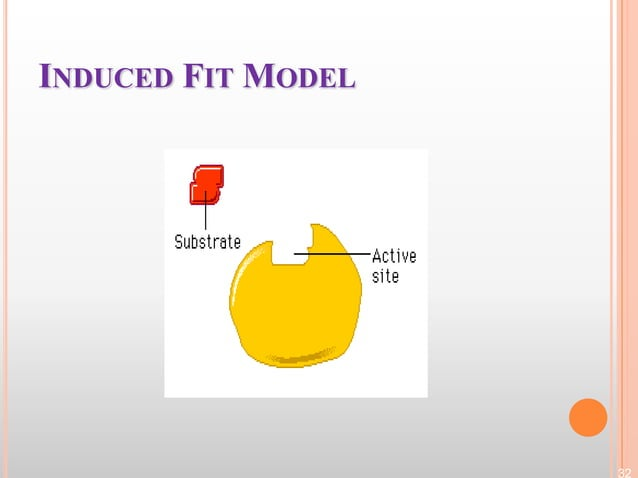 INDUCED FIT MODEL
Substrate
Active
site
32